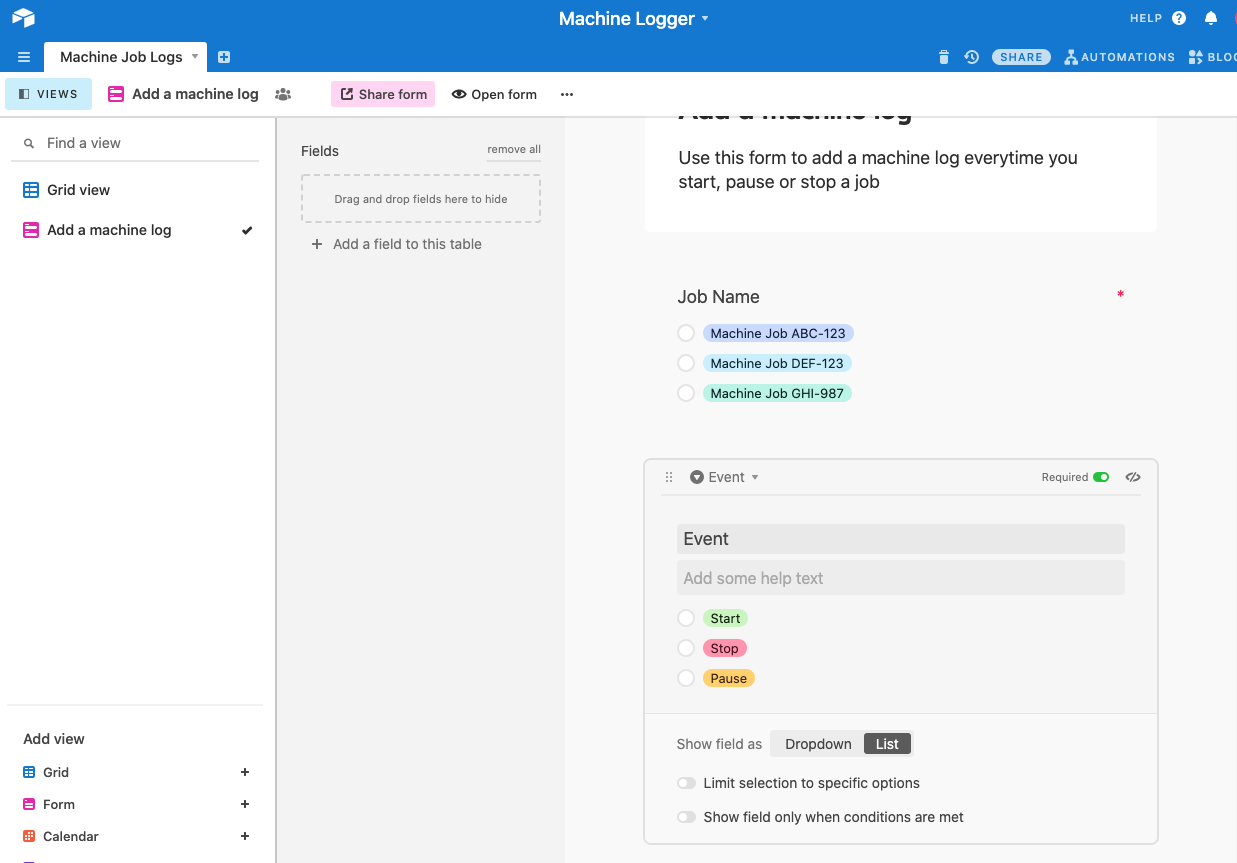 Machine Logger
HELP
Machine Job Logs
SHARE
AUTOMATIONS
VIEWS
Add a machine log
Share form
Open form
Find a view
Grid view
Add a machine log
Add view
Grid
Form
Calendar
Fields
remove all
Drag and drop fields here to hide
Add a field to this table
Add a machine log
Use this form to add a machine log everytime you
start, pause or stop a job
Job Name *
Machine Job ABC-123
Machine Job DEF-123
Machine Job GHI-987
Event
Required
Event
Add some help text
Start
Stop
Pause
Show field as Dropdown List
Limit selection to specific options
Show field only when conditions are met